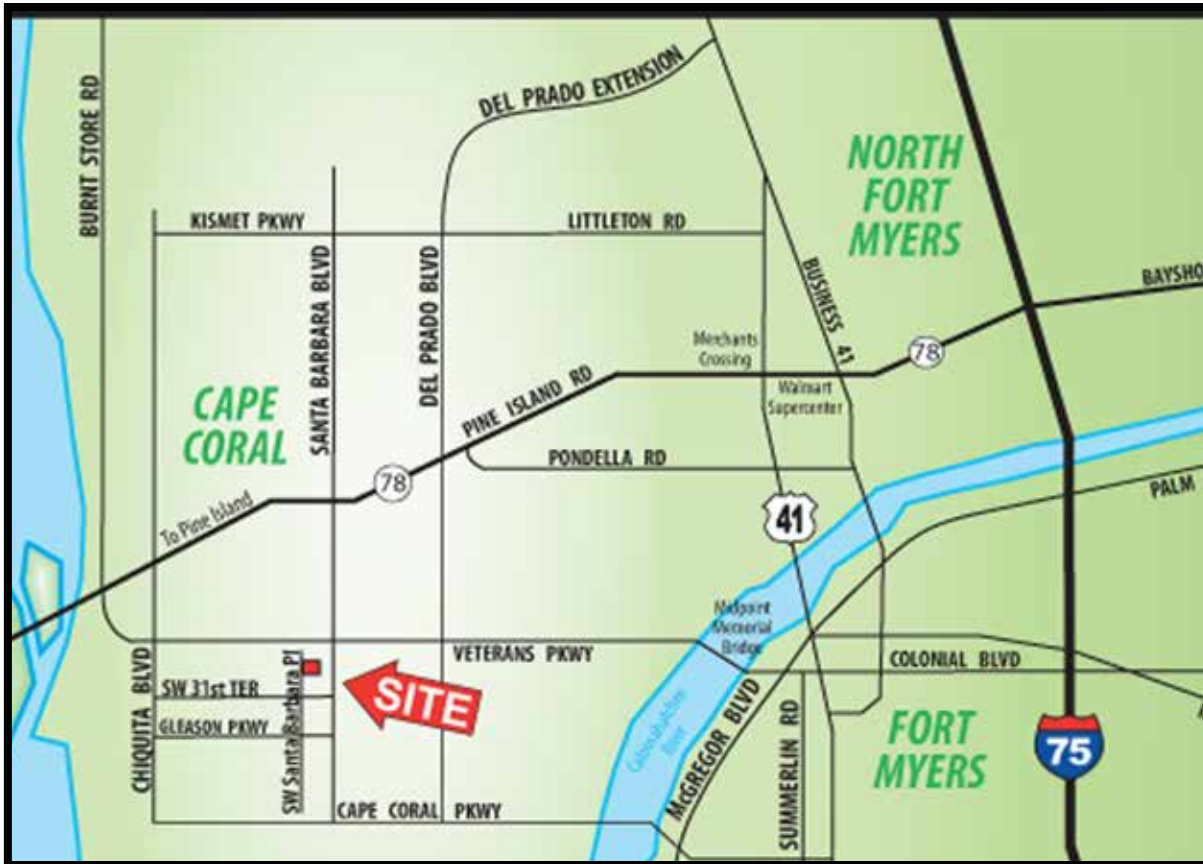 BURNT STORE RD
DEL PRADO EXTENSION
NORTH
FORT
MYERS
KISMET PKWY
LITTLETON RD
SANTA BARBARA BLVD
DEL PRADO BLVD
BUSINESS 41
BAYSHO
Merchants
Crossing
78
Walmart
Supercenter
PINE ISLAND RD
CAPE
CORAL
PONDELLA RD
78
To Pine Island
41
PALM
Midpoint
Memorial
Bridge
VETERANS PKWY
COLONIAL BLVD
CHIQUITA BLVD
SW 31st TER
SW Santa Barbara Pl
SITE
GLEASON PKWY
Caloosahatchee
River
McGREGOR BLVD
SUMMERLIN RD
FORT
MYERS
75
CAPE CORAL PKWY